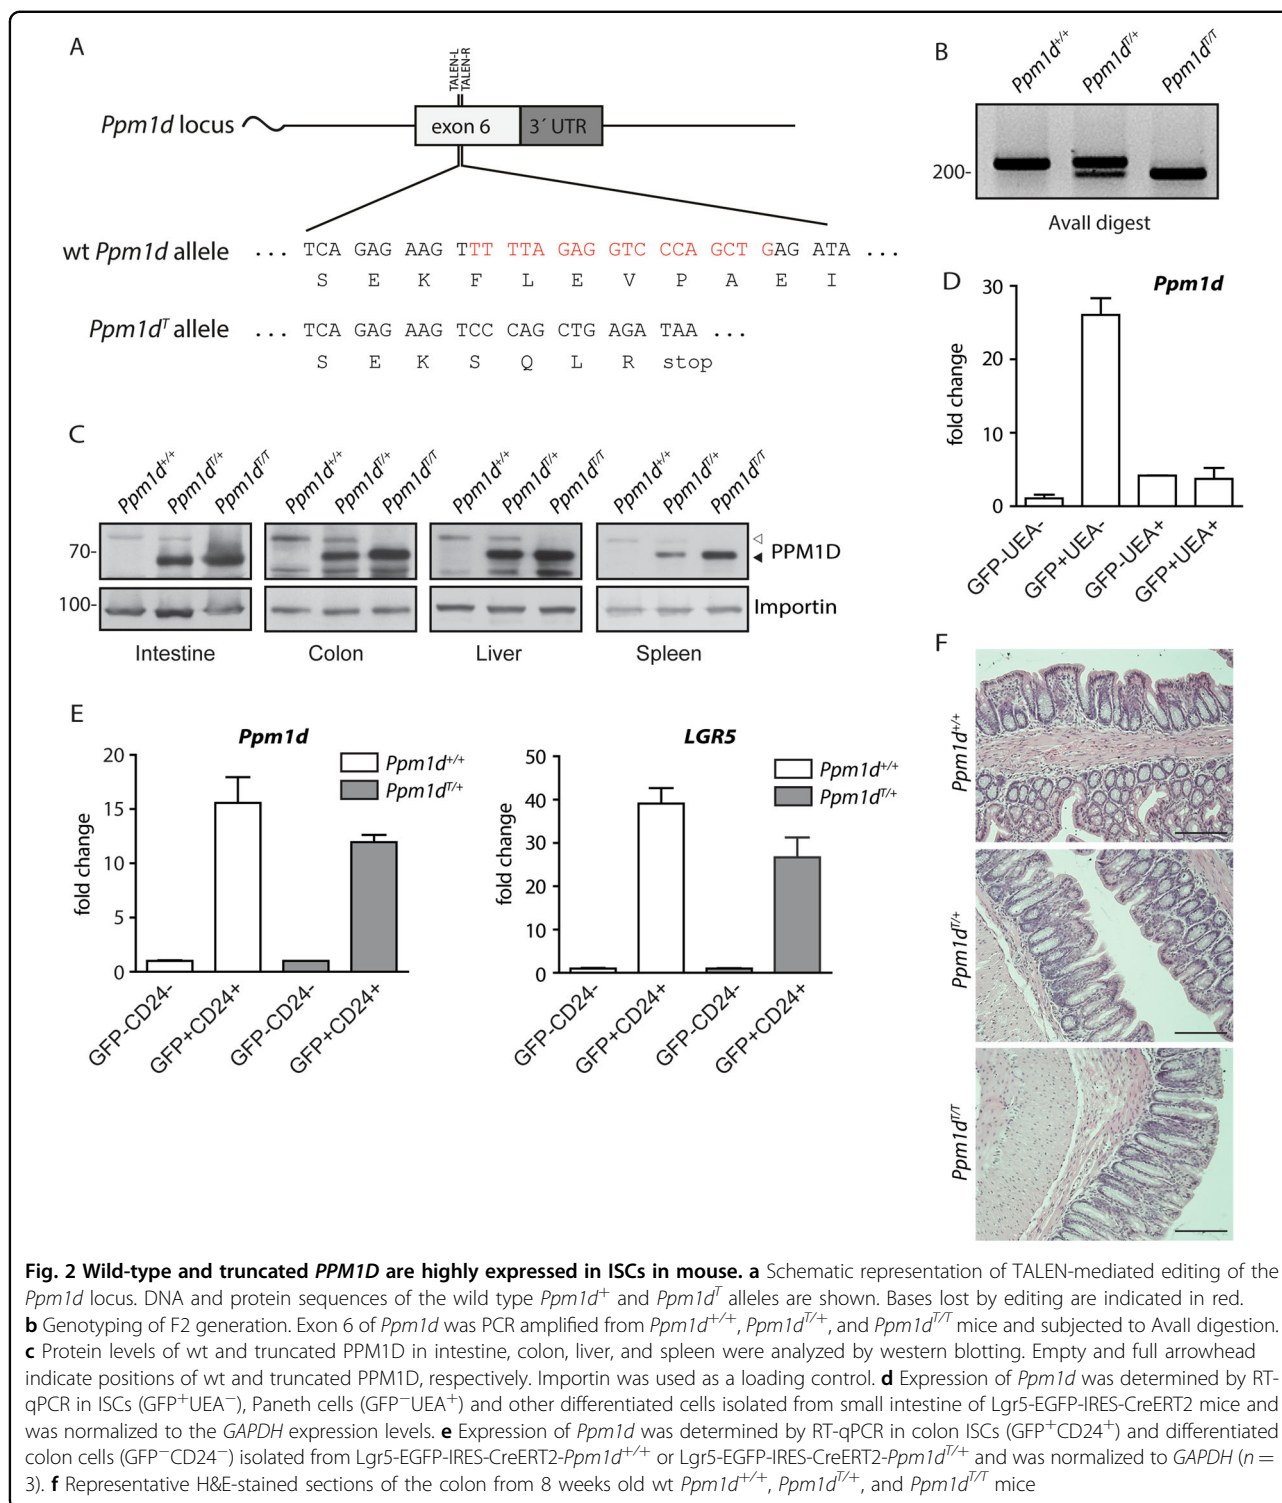 A
TALEN-L
TALEN-R
Ppm1d locus
exon 6
3´ UTR
wt Ppm1d allele
... TCA GAG AAG TTT TTA GAG GTC CCA GCT GAG ATA ...
S E K F L E V P A E I
Ppm1dT allele
... TCA GAG AAG TCC CAG CTG AGA TAA ...
S E K S Q L R stop
B
Ppm1d+/+ Ppm1dT/+ Ppm1dT/T
200-
AvaII digest
C
Ppm1d+/+ Ppm1dT/+ Ppm1dT/T Ppm1d+/+ Ppm1dT/+ Ppm1dT/T Ppm1d+/+ Ppm1dT/+ Ppm1dT/T Ppm1d+/+ Ppm1dT/+ Ppm1dT/T
70-
PPM1D
100-
Importin
Intestine Colon Liver Spleen
D
Ppm1d
fold change
30
20
10
0
GFP-UEA- GFP+UEA- GFP-UEA+ GFP+UEA+
E
Ppm1d
Ppm1d+/+
Ppm1dT/+
fold change
20
15
10
5
0
GFP-CD24- GFP+CD24+ GFP-CD24- GFP+CD24+
LGR5
Ppm1d+/+
Ppm1dT/+
fold change
50
40
30
20
10
0
GFP-CD24- GFP+CD24+ GFP-CD24- GFP+CD24+
F
Ppm1d+/+
Ppm1dT/+
Ppm1dT/T
Fig. 2 Wild-type and truncated PPM1D are highly expressed in ISCs in mouse. a Schematic representation of TALEN-mediated editing of the
Ppm1d locus. DNA and protein sequences of the wild type Ppm1d+ and Ppm1dT alleles are shown. Bases lost by editing are indicated in red.
b Genotyping of F2 generation. Exon 6 of Ppm1d was PCR amplified from Ppm1d+/+, Ppm1dT/+, and Ppm1dT/T mice and subjected to AvaII digestion.
c Protein levels of wt and truncated PPM1D in intestine, colon, liver, and spleen were analyzed by western blotting. Empty and full arrowhead
indicate positions of wt and truncated PPM1D, respectively. Importin was used as a loading control. d Expression of Ppm1d was determined by RT-
qPCR in ISCs (GFP+UEA−), Paneth cells (GFP−UEA+) and other differentiated cells isolated from small intestine of Lgr5-EGFP-IRES-CreERT2 mice and
was normalized to the GAPDH expression levels. e Expression of Ppm1d was determined by RT-qPCR in colon ISCs (GFP+CD24+) and differentiated
colon cells (GFP−CD24−) isolated from Lgr5-EGFP-IRES-CreERT2-Ppm1d+/+ or Lgr5-EGFP-IRES-CreERT2-Ppm1dT/+ and was normalized to GAPDH (n =
3). f Representative H&E-stained sections of the colon from 8 weeks old wt Ppm1d+/+, Ppm1dT/+, and Ppm1dT/T mice